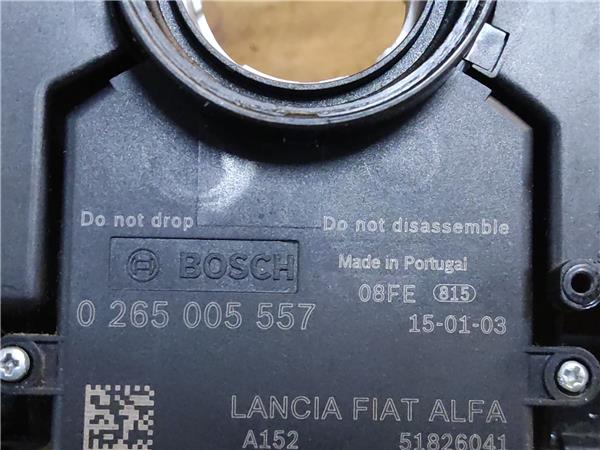 Do not drop Do not disassemble
BOSCH Made in Portugal
08FE 815
0 265 005 557 15-01-03
LANCIA FIAT ALFA
A152 51826041